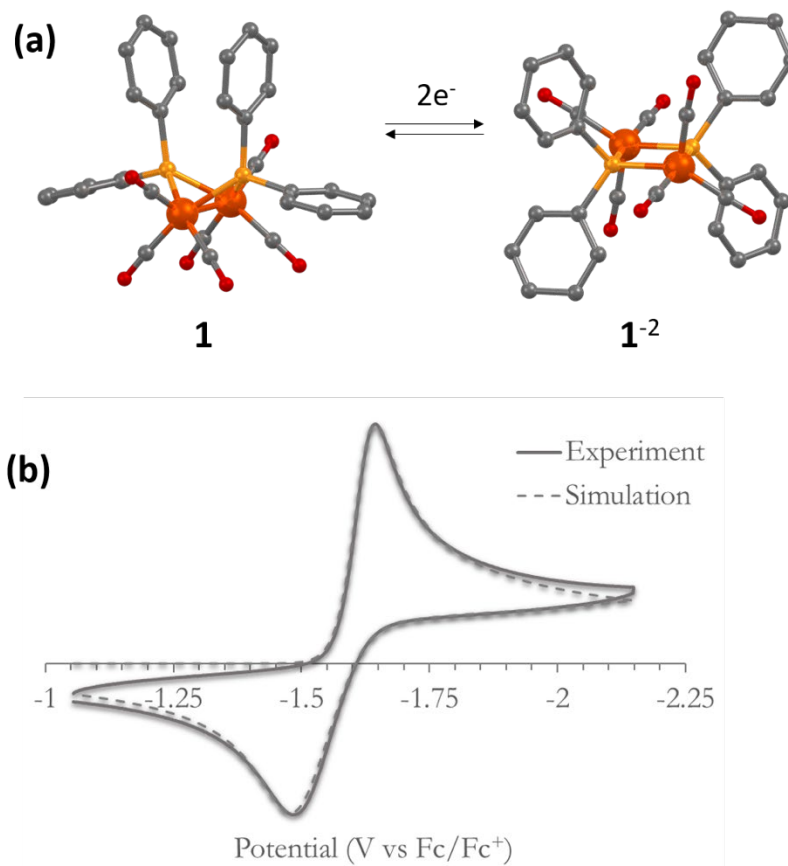 (a)
2e-
1
1-2
(b)
Experiment
Simulation
-1 -1.25 -1.5 -1.75 -2 -2.25
Potential (V vs Fc/Fc+)